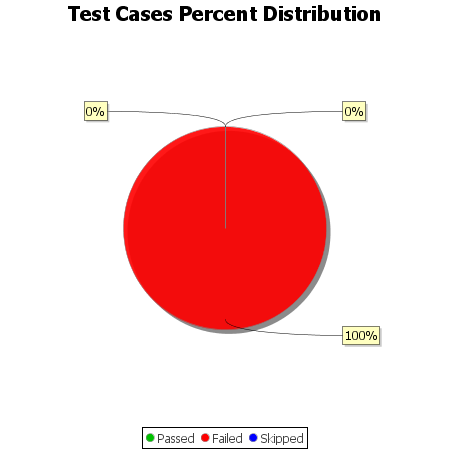 Test Cases Percent Distribution
0% 0%
100%
Passed Failed Skipped